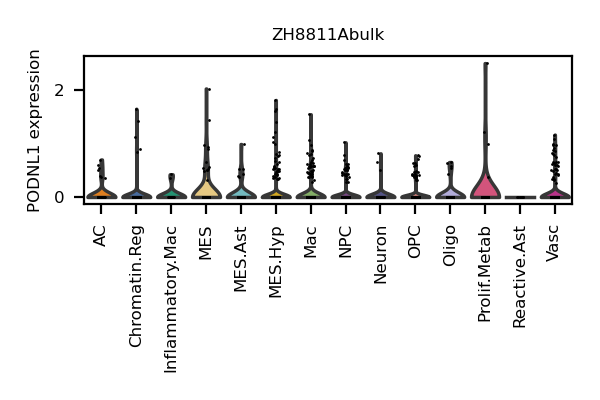 ZH8811Abulk
PODNL1 expression
2
0
AC
Chromatin.Reg
Inflammatory.Mac
MES
MES.Ast
MES.Hyp
Mac
NPC
Neuron
OPC
Oligo
Prolif.Metab
Reactive.Ast
Vasc